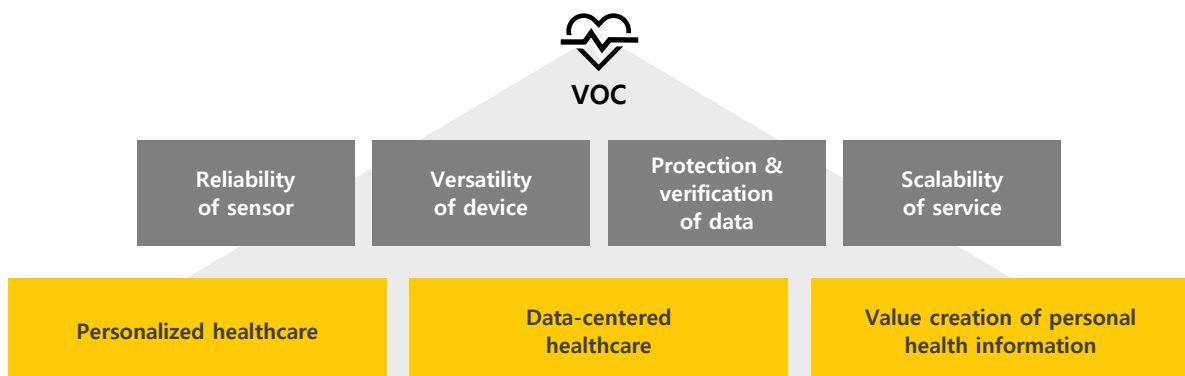 VOC
Reliability
of sensor
Versatility
of device
Protection &
verification
of data
Scalability
of service
Personalized healthcare
Data-centered
healthcare
Value creation of personal
health information